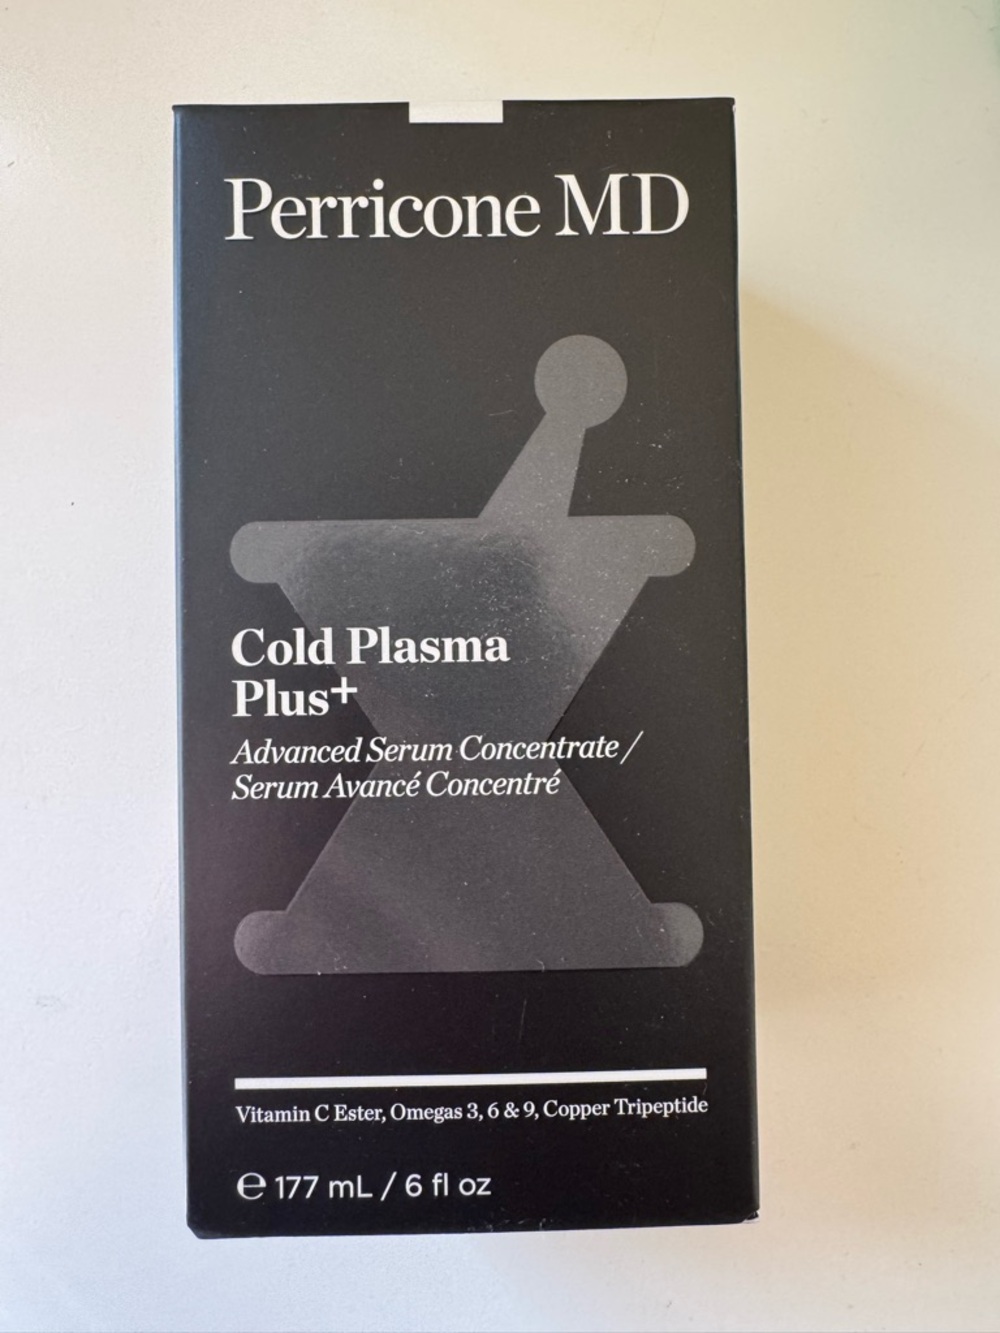 Perricone MD
Cold Plasma
Plus+
Advanced Serum Concentrate /
Serum Avancé Concentré
Vitamin C Ester, Omegas 3, 6 & 9, Copper Tripeptide
℮ 177 mL / 6 fl oz